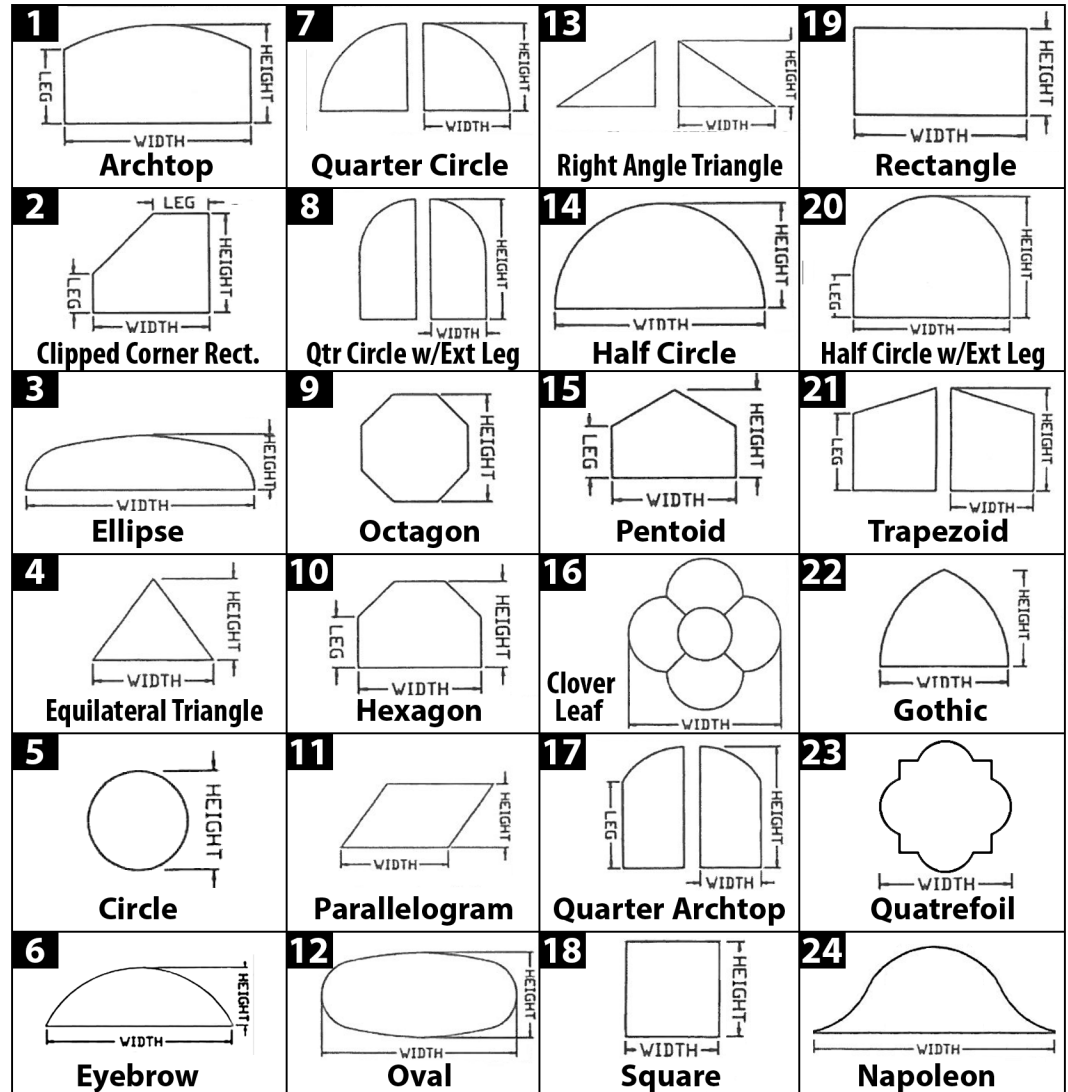 1
LEG
HEIGHT
WIDTH
Archtop
7
HEIGHT
WIDTH
Quarter Circle
13
HEIGHT
WIDTH
Right Angle Triangle
19
HEIGHT
WIDTH
Rectangle
2
LEG
HEIGHT
LEG
WIDTH
Clipped Corner Rect.
8
HEIGHT
WIDTH
Qtr Circle w/Ext Leg
14
HEIGHT
WIDTH
Half Circle
20
HEIGHT
LEG
WIDTH
Half Circle w/Ext Leg
3
HEIGHT
WIDTH
Ellipse
9
HEIGHT
Octagon
15
LEG
HEIGHT
WIDTH
Pentoid
21
LEG
HEIGHT
WIDTH
Trapezoid
4
HEIGHT
WIDTH
Equilateral Triangle
10
LEG
HEIGHT
WIDTH
Hexagon
16
Clover
Leaf
WIDTH
22
HEIGHT
WIDTH
Gothic
5
HEIGHT
Circle
11
HEIGHT
WIDTH
Parallelogram
17
LEG
HEIGHT
WIDTH
Quarter Archtop
23
WIDTH
Quatrefoil
6
HEIGHT
WIDTH
Eyebrow
12
HEIGHT
WIDTH
Oval
18
HEIGHT
WIDTH
Square
24
WIDTH
Napoleon